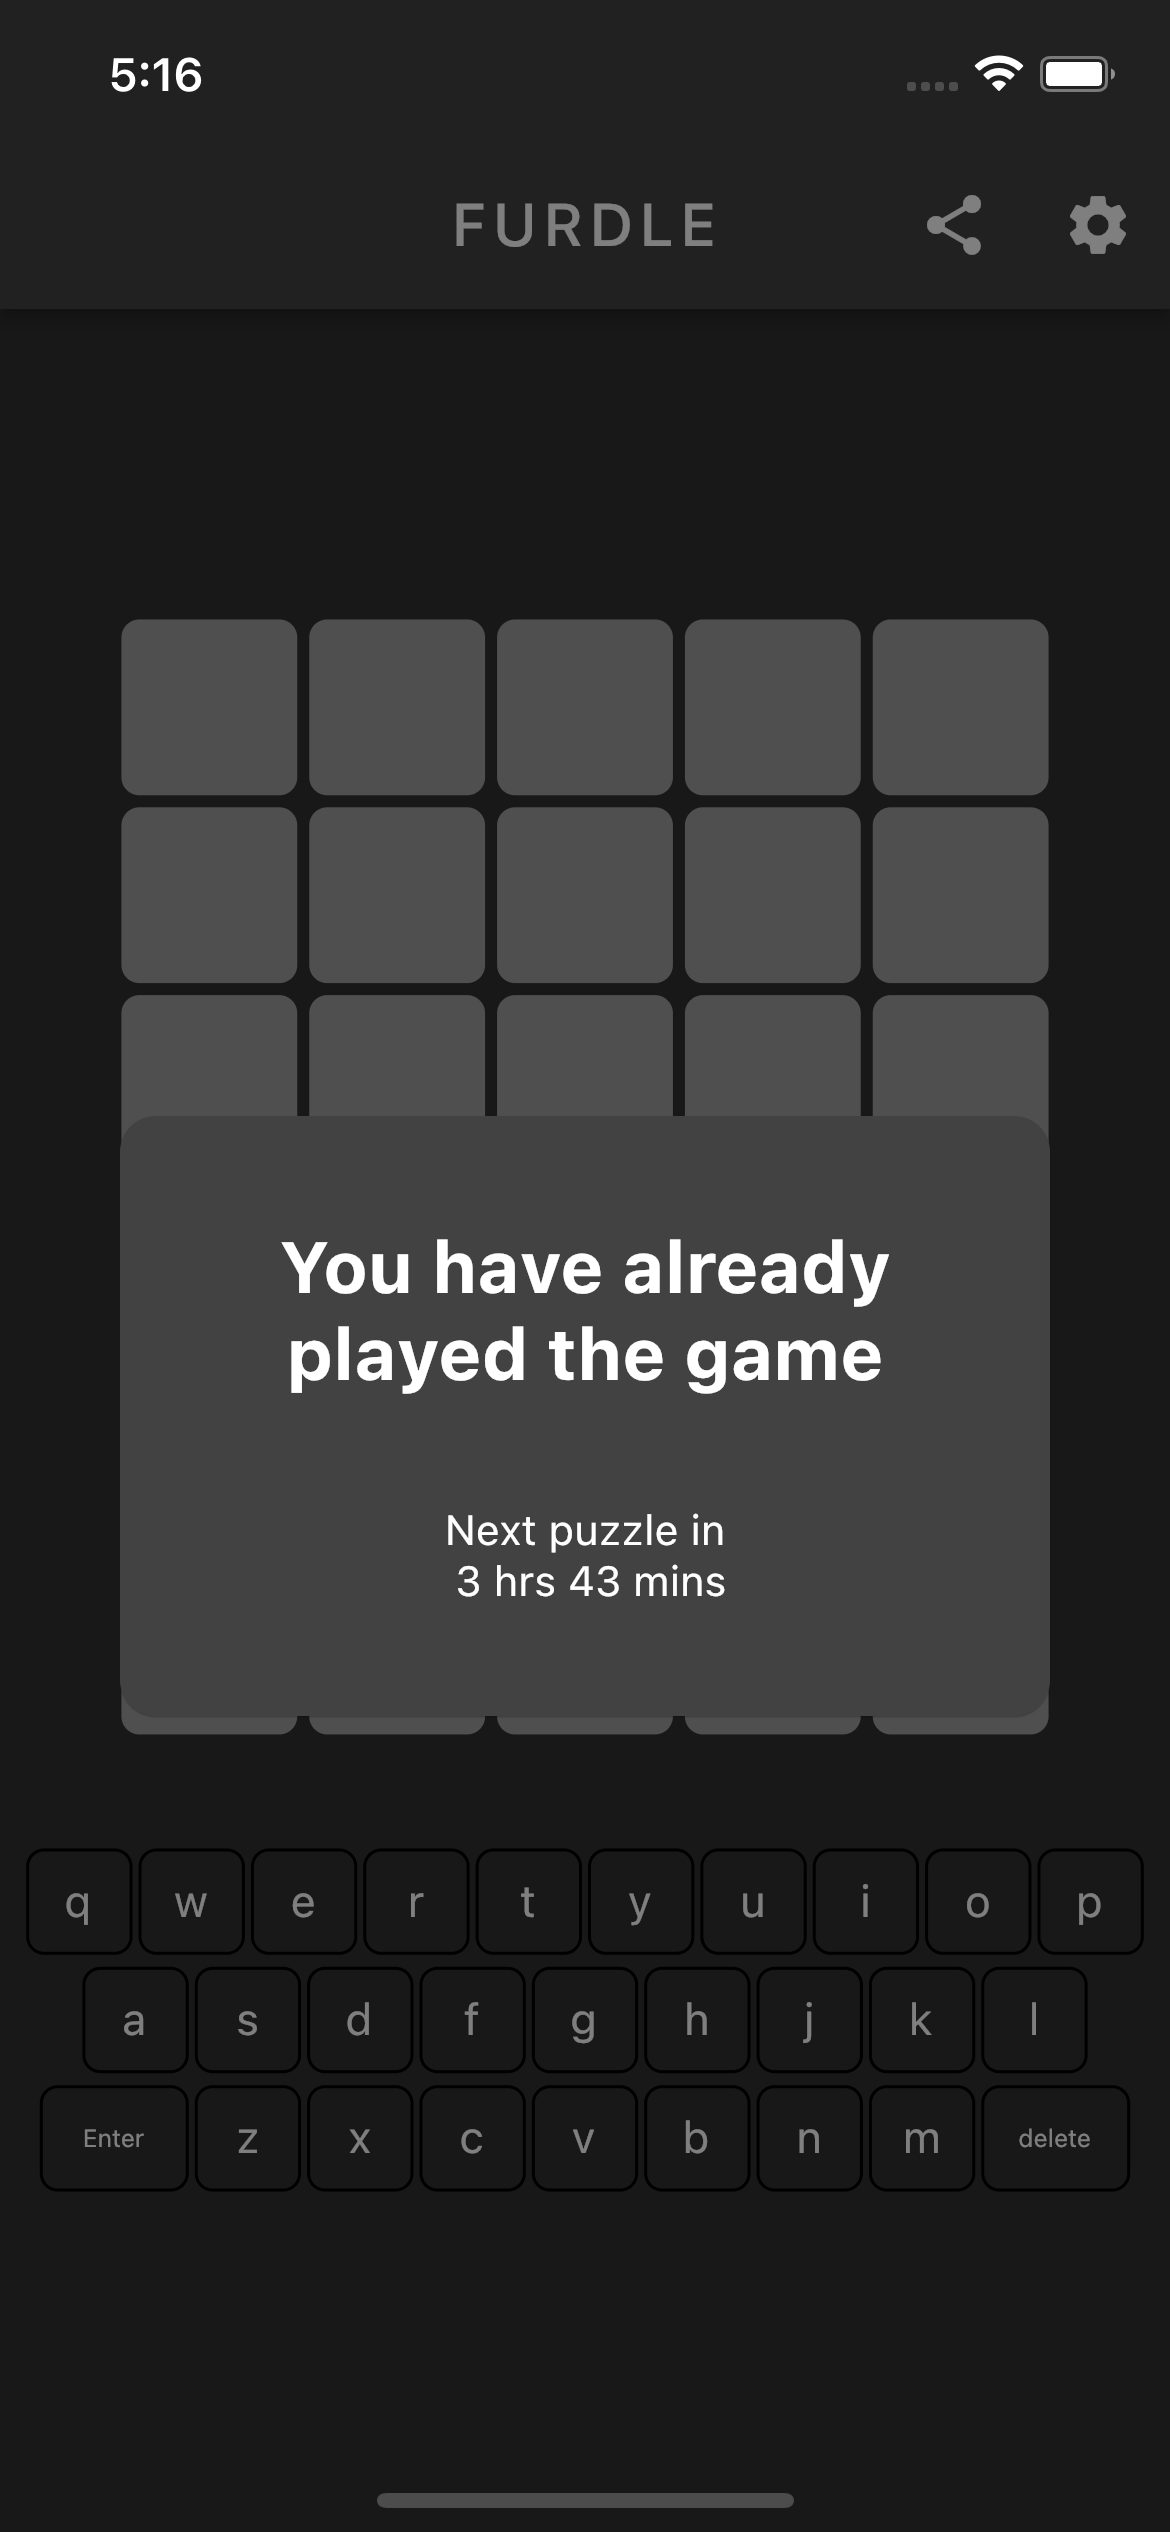 5:16
FURDLE
You have already
played the game
Next puzzle in
3 hrs 43 mins
q w e r t y u i o p
a s d f g h j k l
Enter z x c v b n m delete